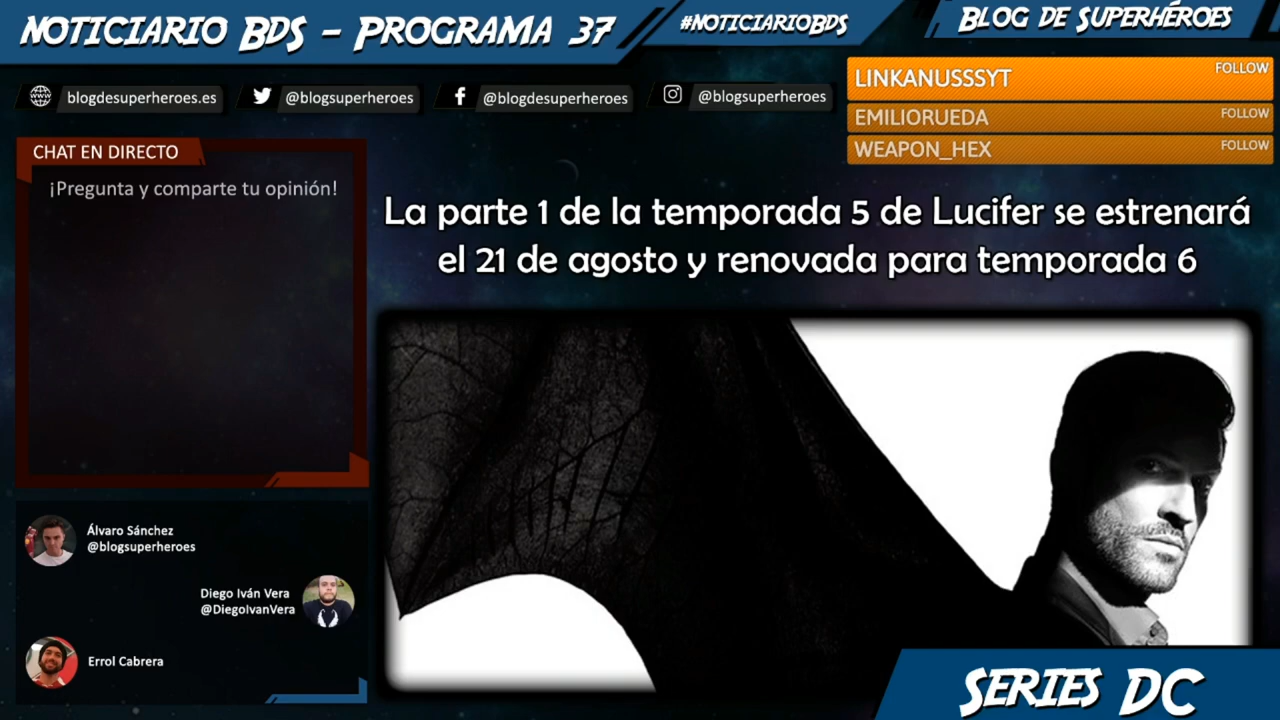 NOTICIARIO BDS - PROGRAMA 37
#NOTICIARIOBDS
BLOG DE SUPERHÉROES
blogdesuperheroes.es
@blogsuperheroes
@blogdesuperheroes
@blogsuperheroes
LINKANUSSSYT FOLLOW
EMILIORUEDA FOLLOW
WEAPON_HEX FOLLOW
CHAT EN DIRECTO
¡Pregunta y comparte tu opinión!
La parte 1 de la temporada 5 de Lucifer se estrenará
el 21 de agosto y renovada para temporada 6
Álvaro Sánchez
@blogsuperheroes
Diego Iván Vera
@DiegoIvanVera
Errol Cabrera
SERIES DC